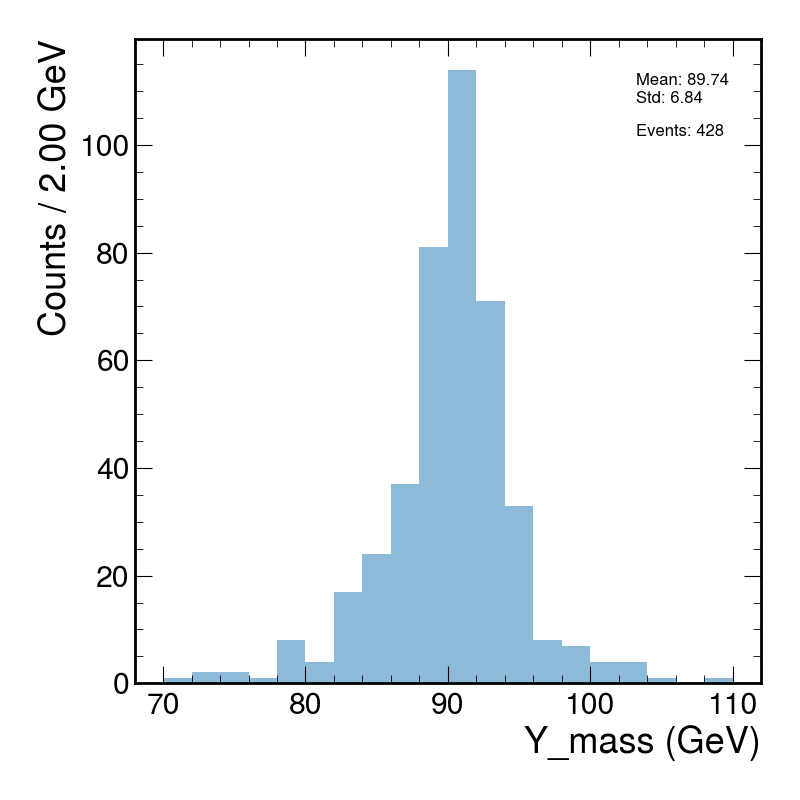 Counts / 2.00 GeV
Mean: 89.74
Std: 6.84
Events: 428
100
80
60
40
20
0
70 80 90 100 110
Y_mass (GeV)